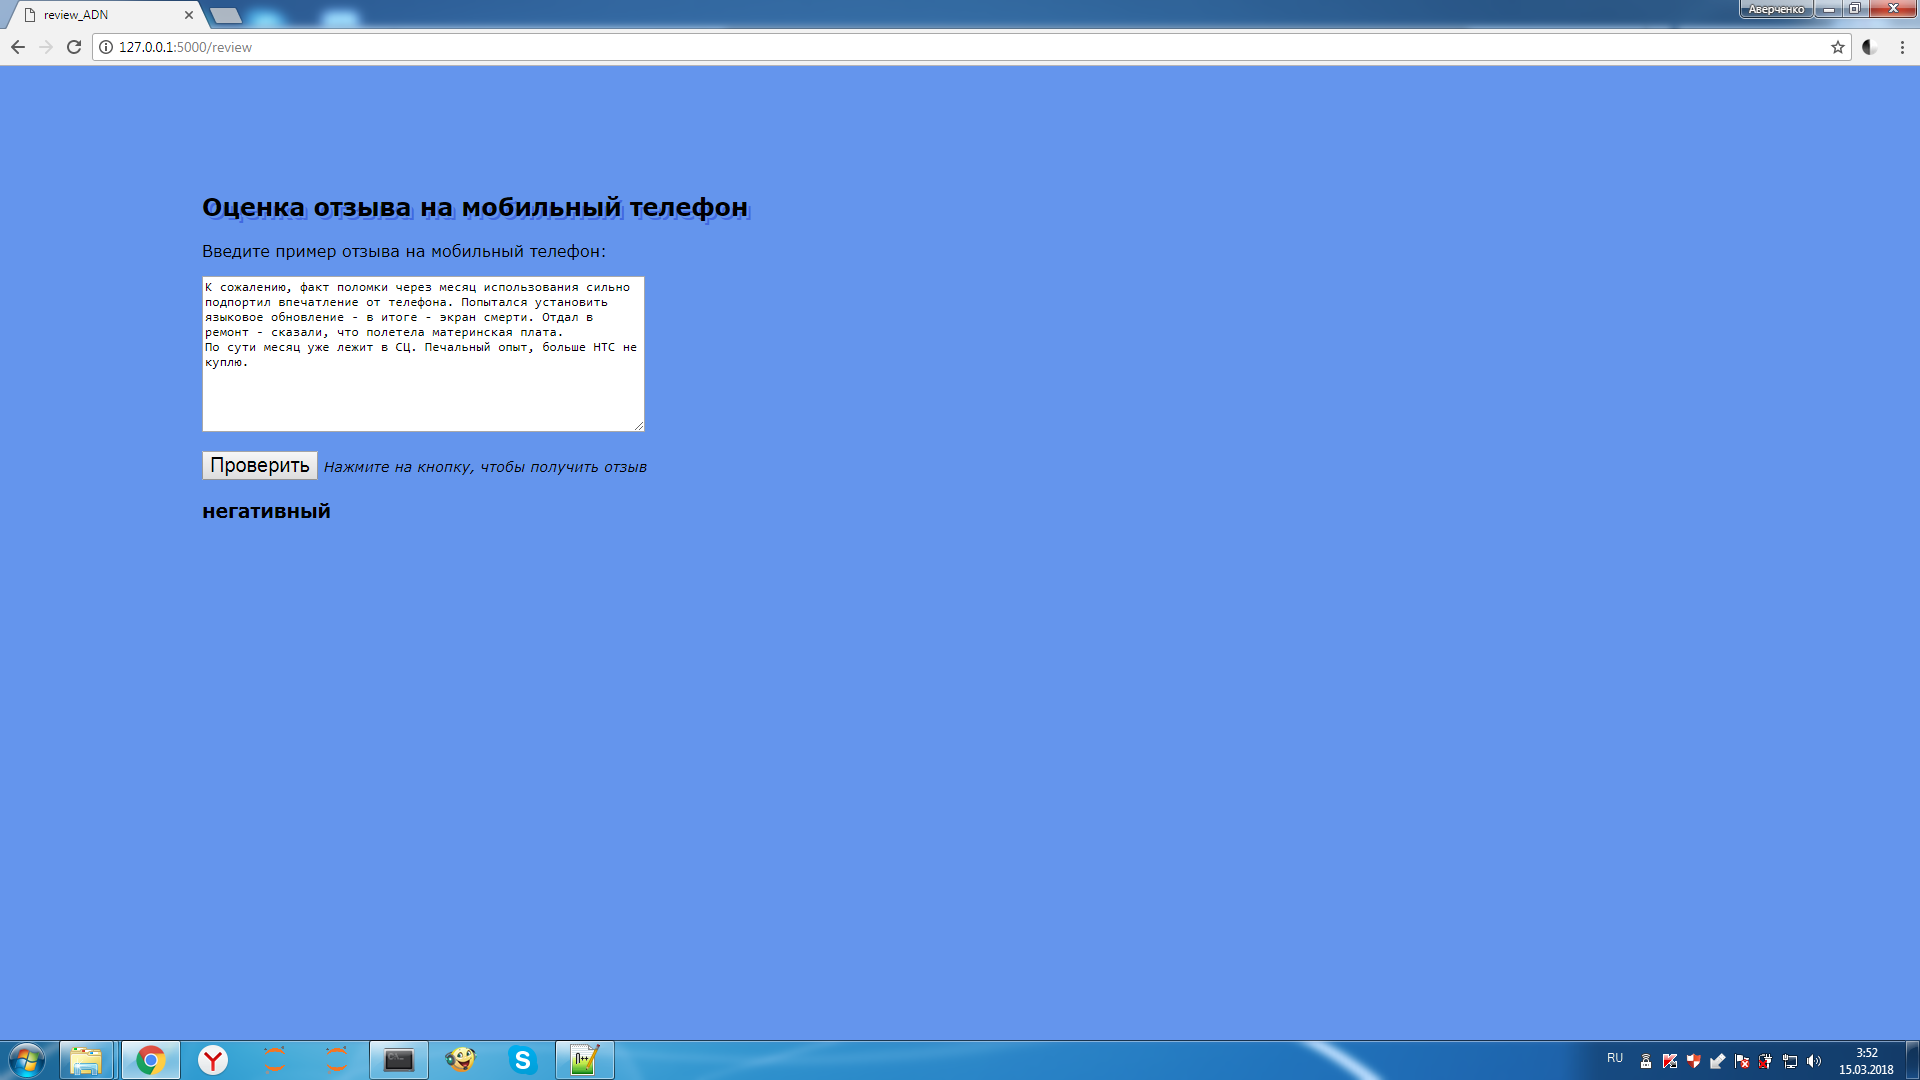 review_ADN
Аверченко
127.0.0.1:5000/review
Оценка отзыва на мобильный телефон
Введите пример отзыва на мобильный телефон:
К сожалению, факт поломки через месяц использования сильно
подпортил впечатление от телефона. Попытался установить
языковое обновление - в итоге - экран смерти. Отдал в
ремонт - сказали, что полетела материнская плата.
По сути месяц уже лежит в СЦ. Печальный опыт, больше HTC не
куплю.
Проверить Нажмите на кнопку, чтобы получить отзыв
негативный
RU
3:52
15.03.2018